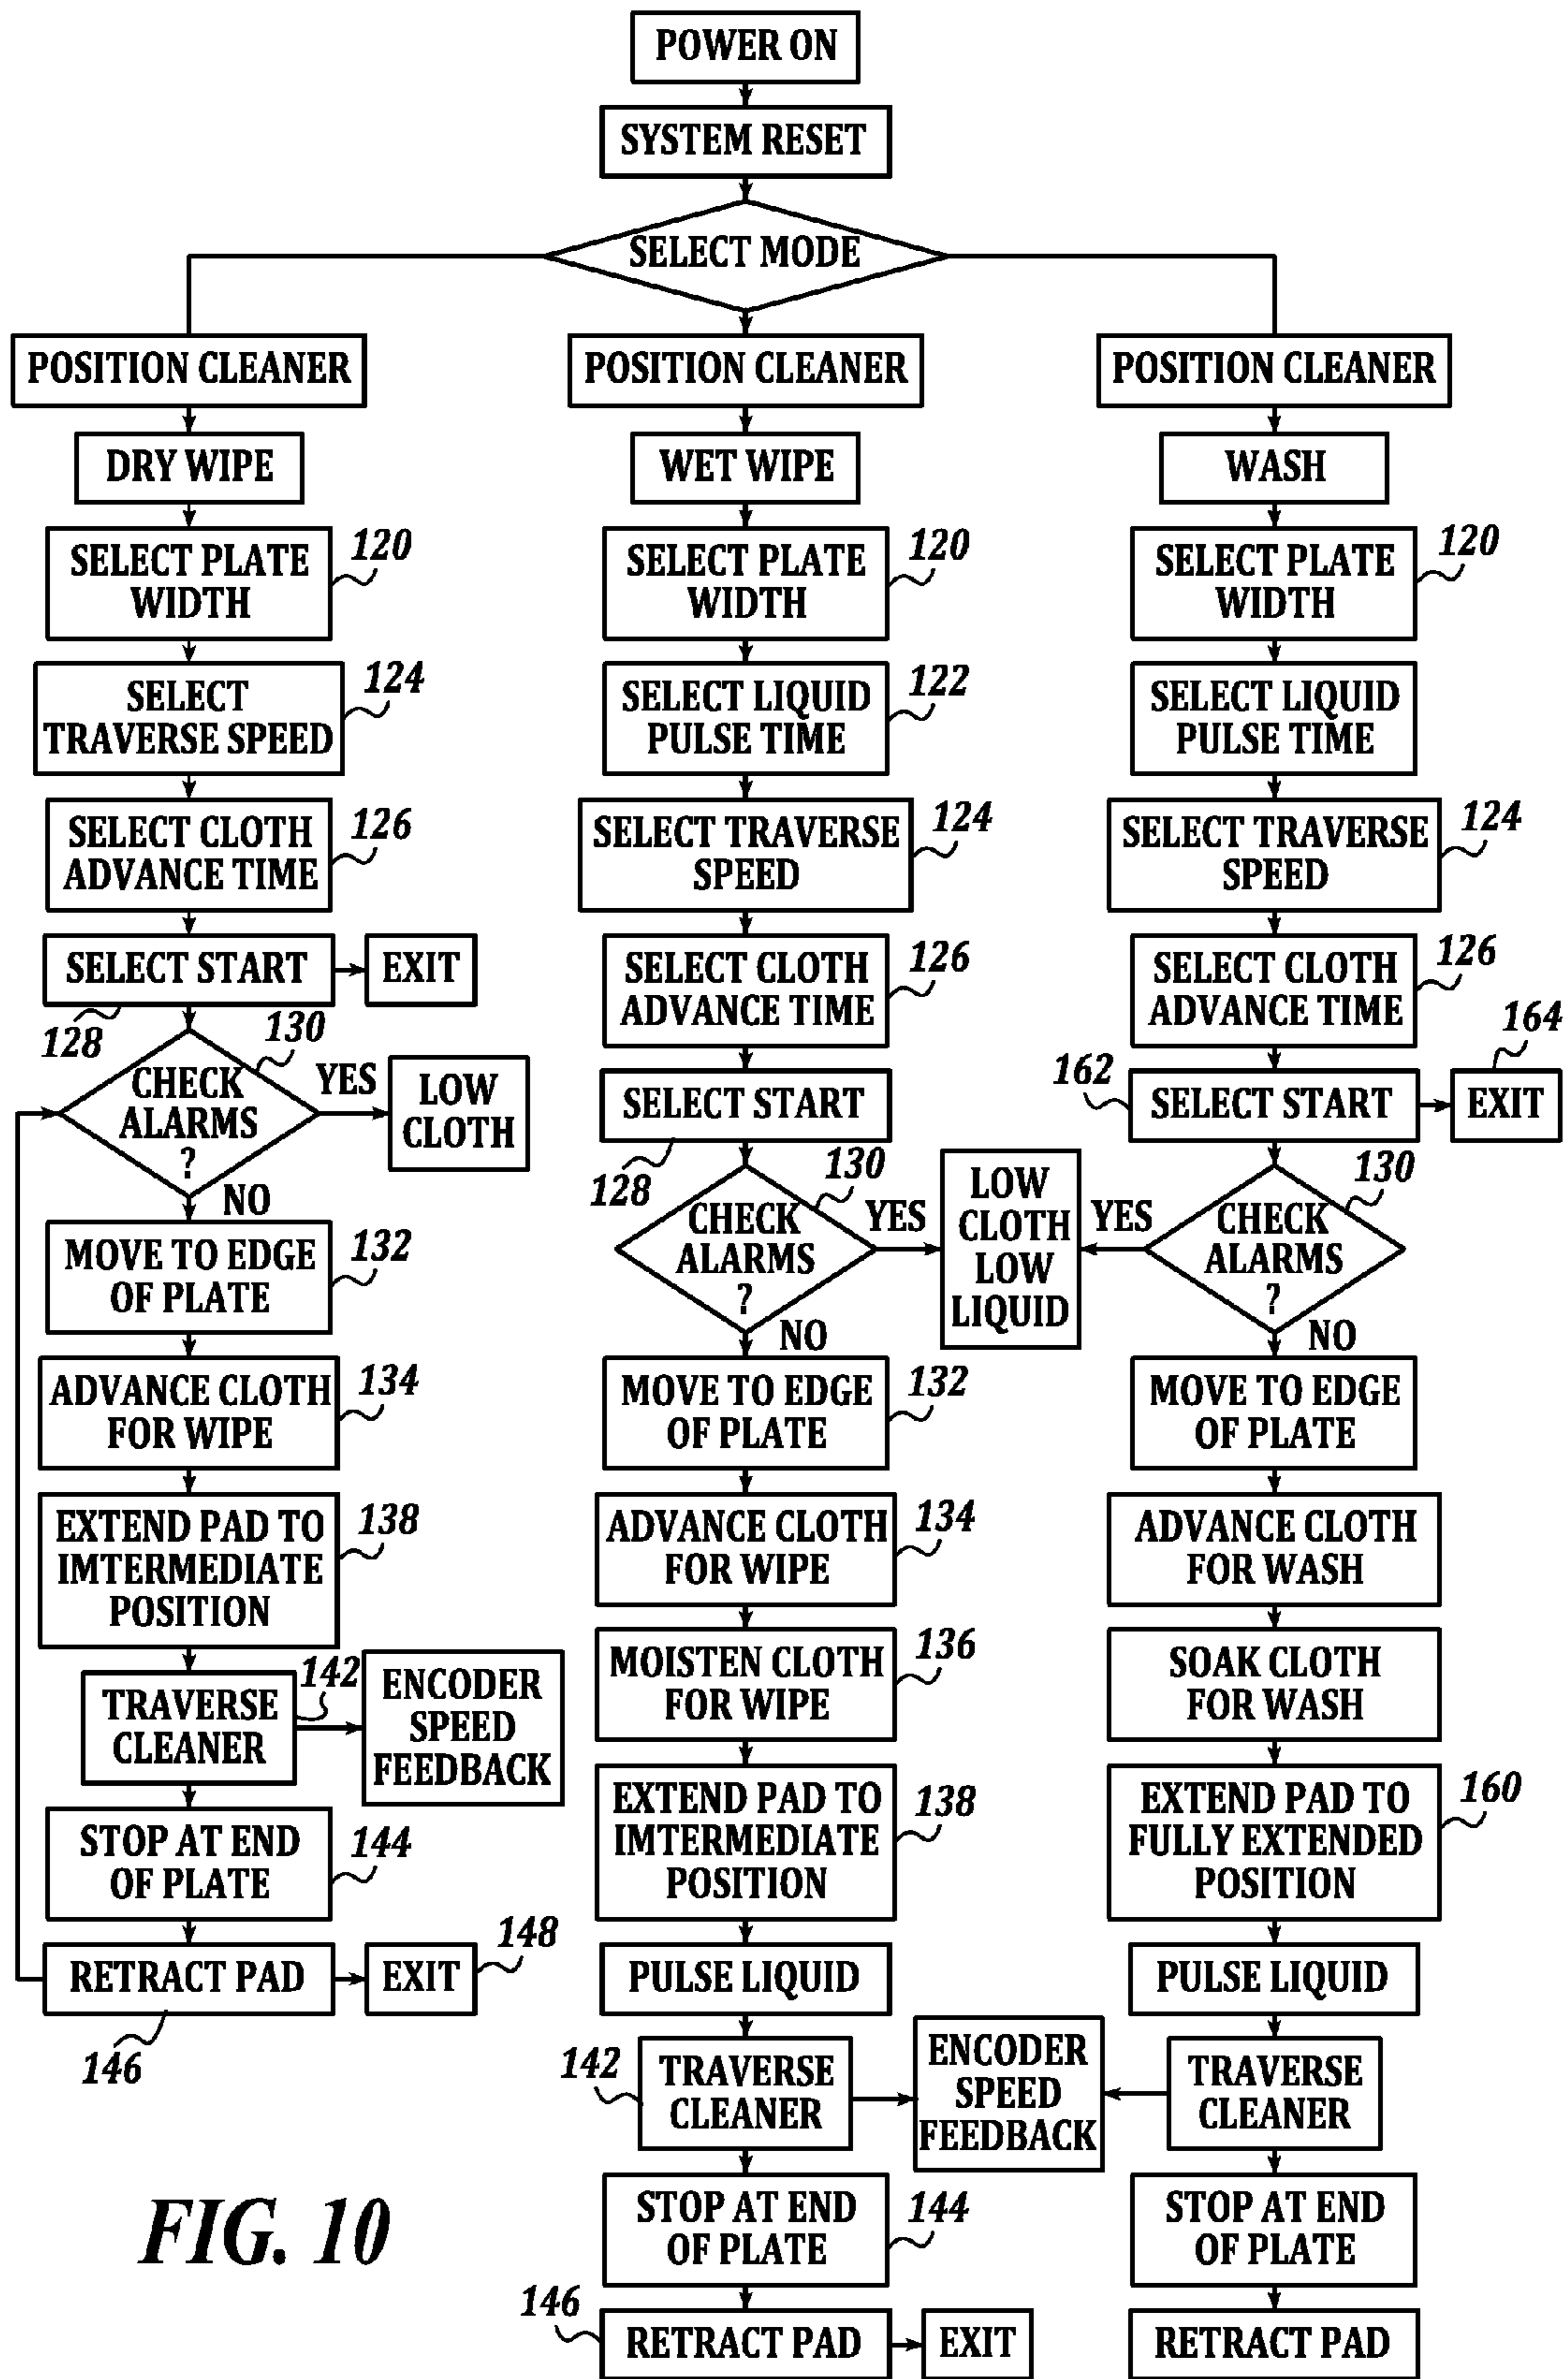 POWER ON
SYSTEM RESET
SELECT MODE
POSITION CLEANER
DRY WIPE
SELECT PLATE
WIDTH
120
SELECT
TRAVERSE SPEED
124
SELECT CLOTH
ADVANCE TIME
126
SELECT START
128
EXIT
CHECK
ALARMS
?
130
YES
LOW
CLOTH
NO
MOVE TO EDGE
OF PLATE
132
ADVANCE CLOTH
FOR WIPE
134
EXTEND PAD TO
IMTERMEDIATE
POSITION
138
TRAVERSE
CLEANER
142
ENCODER
SPEED
FEEDBACK
STOP AT END
OF PLATE
144
RETRACT PAD
146
EXIT
148
POSITION CLEANER
WET WIPE
SELECT PLATE
WIDTH
120
SELECT LIQUID
PULSE TIME
122
SELECT TRAVERSE
SPEED
124
SELECT CLOTH
ADVANCE TIME
126
SELECT START
128
CHECK
ALARMS
?
130
YES
LOW
CLOTH
LOW
LIQUID
NO
MOVE TO EDGE
OF PLATE
132
ADVANCE CLOTH
FOR WIPE
134
MOISTEN CLOTH
FOR WIPE
136
EXTEND PAD TO
IMTERMEDIATE
POSITION
138
PULSE LIQUID
TRAVERSE
CLEANER
142
ENCODER
SPEED
FEEDBACK
STOP AT END
OF PLATE
144
RETRACT PAD
146
EXIT
POSITION CLEANER
WASH
SELECT PLATE
WIDTH
120
SELECT LIQUID
PULSE TIME
SELECT TRAVERSE
SPEED
124
SELECT CLOTH
ADVANCE TIME
126
SELECT START
162
EXIT
164
CHECK
ALARMS
?
130
YES
NO
MOVE TO EDGE
OF PLATE
ADVANCE CLOTH
FOR WASH
SOAK CLOTH
FOR WASH
EXTEND PAD TO
FULLY EXTENDED
POSITION
160
PULSE LIQUID
TRAVERSE
CLEANER
STOP AT END
OF PLATE
RETRACT PAD
FIG. 10